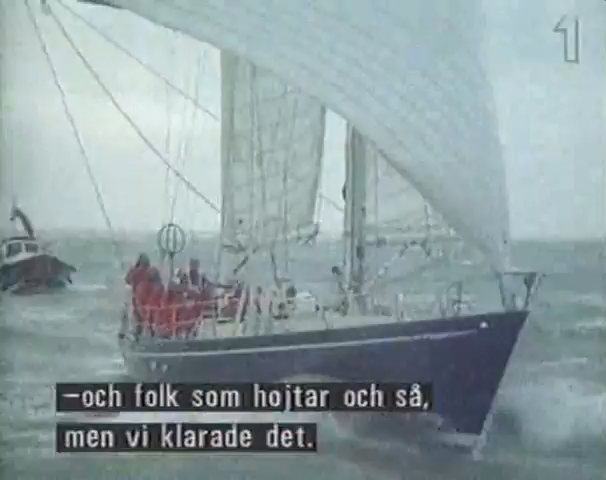 1
–och folk som hojtar och så,
men vi klarade det.